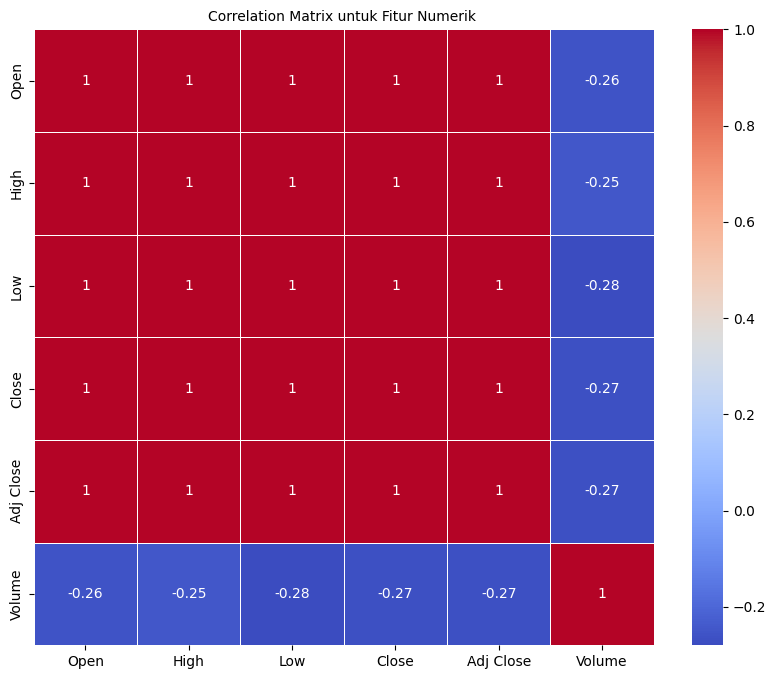 Correlation Matrix untuk Fitur Numerik
Open 1 1 1 1 1 -0.26
High 1 1 1 1 1 -0.25
Low 1 1 1 1 1 -0.28
Close 1 1 1 1 1 -0.27
Adj Close 1 1 1 1 1 -0.27
Volume -0.26 -0.25 -0.28 -0.27 -0.27 1
Open High Low Close Adj Close Volume
1.0
0.8
0.6
0.4
0.2
0.0
−0.2